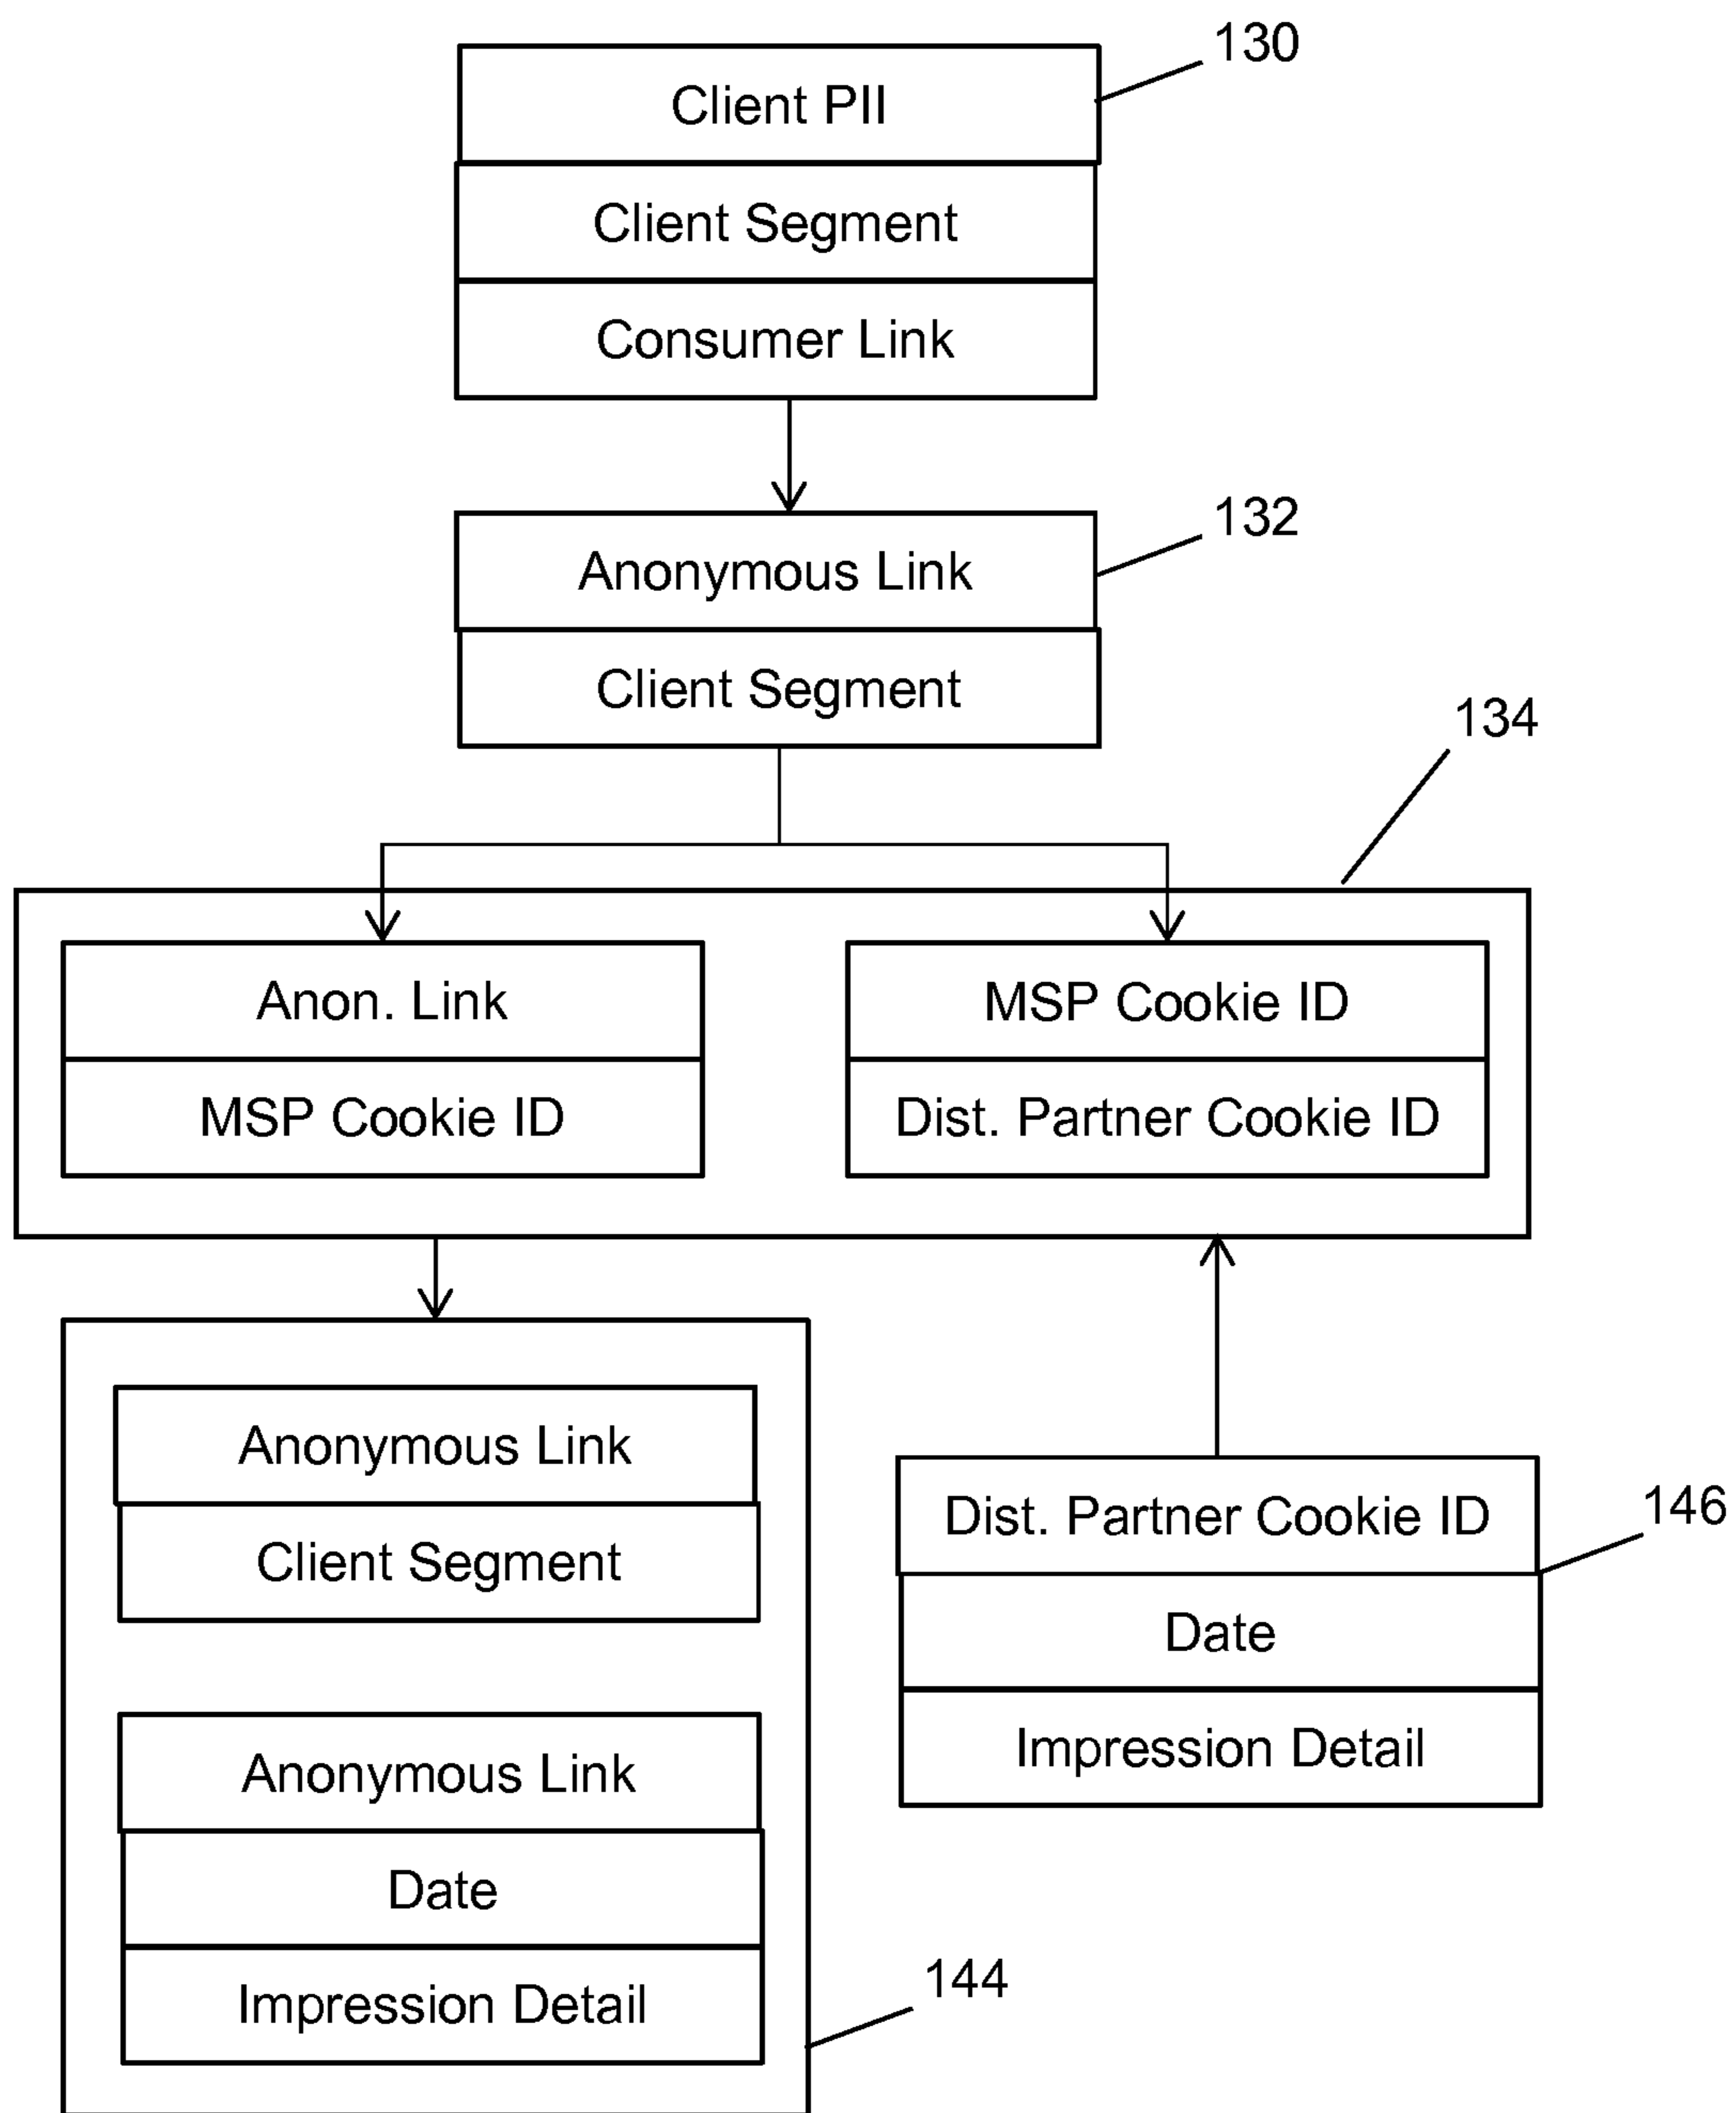 130
Client PII
Client Segment
Consumer Link
132
Anonymous Link
Client Segment
134
Anon. Link
MSP Cookie ID
MSP Cookie ID
Dist. Partner Cookie ID
Anonymous Link
Client Segment
Anonymous Link
Date
Impression Detail
144
Dist. Partner Cookie ID
146
Date
Impression Detail